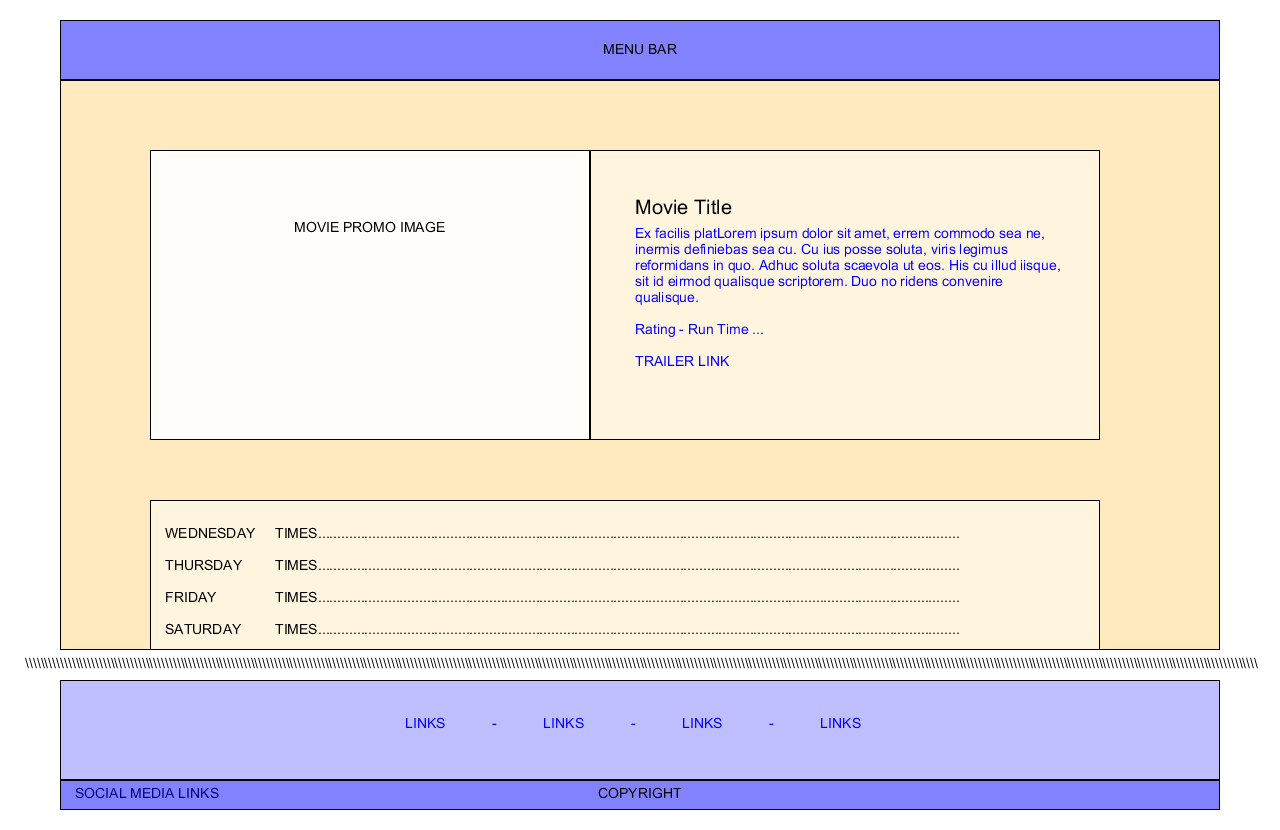 MENU BAR
MOVIE PROMO IMAGE
Movie Title
Ex facilis platLorem ipsum dolor sit amet, errem commodo sea ne,
inermis definiebas sea cu. Cu ius posse soluta, viris legimus
reformidans in quo. Adhuc soluta scaevola ut eos. His cu illud iisque,
sit id eirmod qualisque scriptorem. Duo no ridens convenire
qualisque.
Rating - Run Time ...
TRAILER LINK
WEDNESDAY TIMES................................................................................................................................................................
THURSDAY TIMES................................................................................................................................................................
FRIDAY TIMES................................................................................................................................................................
SATURDAY TIMES................................................................................................................................................................
LINKS - LINKS - LINKS - LINKS
SOCIAL MEDIA LINKS COPYRIGHT